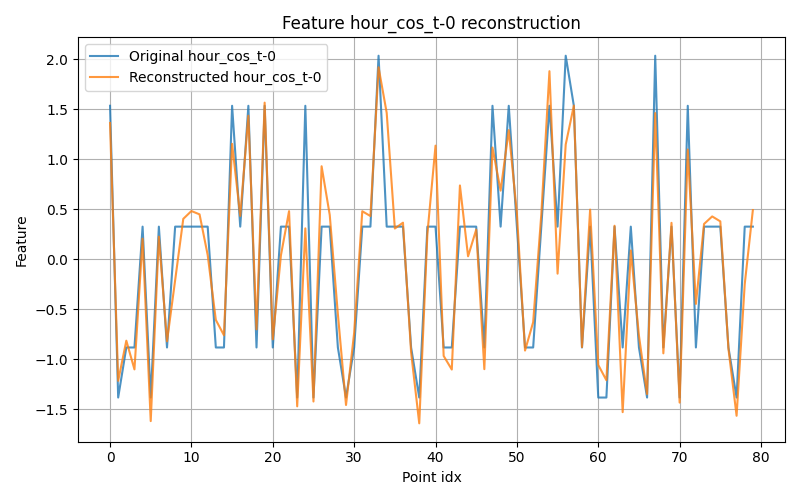 Feature hour_cos_t-0 reconstruction
Original hour_cos_t-0
Reconstructed hour_cos_t-0
2.0
1.5
1.0
0.5
0.0
−0.5
−1.0
−1.5
Feature
0 10 20 30 40 50 60 70 80
Point idx